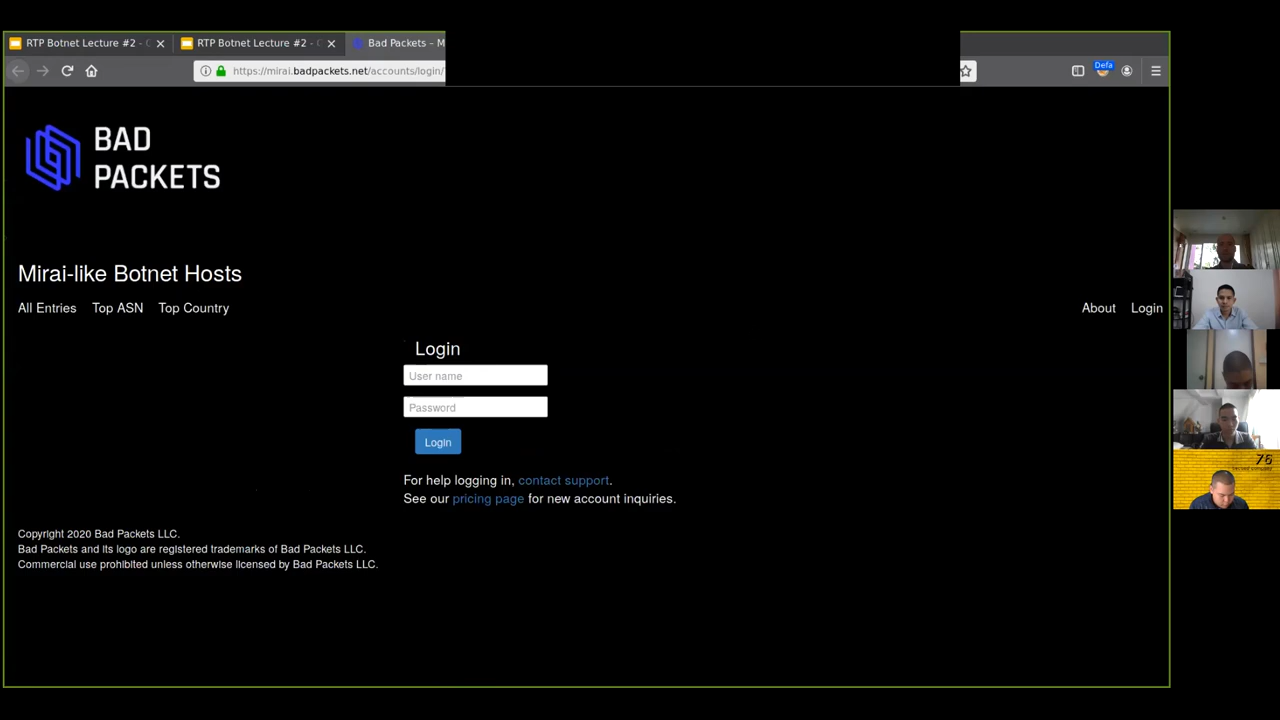 RTP Botnet Lecture #2 -
RTP Botnet Lecture #2 -
Bad Packets – M
https://mirai.badpackets.net/accounts/login/
Defa
BAD
PACKETS
Mirai-like Botnet Hosts
All Entries Top ASN Top Country
About Login
Login
User name
Password
Login
For help logging in, contact support.
See our pricing page for new account inquiries.
Copyright 2020 Bad Packets LLC.
Bad Packets and its logo are registered trademarks of Bad Packets LLC.
Commercial use prohibited unless otherwise licensed by Bad Packets LLC.